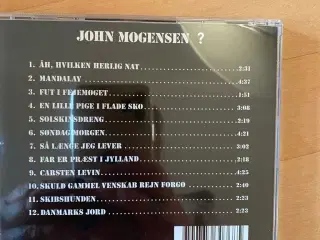 JOHN MOGENSEN ?
1. ÅH, HVILKEN HERLIG NAT 2:31
2. MANDALAY 4:37
3. FUT I FEJEMØGET 1:51
4. EN LILLE PIGE I FLADE SKO 3:08
5. SOLSKINSDRENG 2:19
6. SØNDAG MORGEN 4:21
7. SÅ LÆNGE JEG LEVER 2:53
8. FAR ER PRÆST I JYLLAND 2:18
9. CARSTEN LEVIN 4:25
10. SKULD GAMMEL VENSKAB REJN FORGO 2:40
11. SKIBSHUNDEN 2:23
12. DANMARKS JORD 2:23